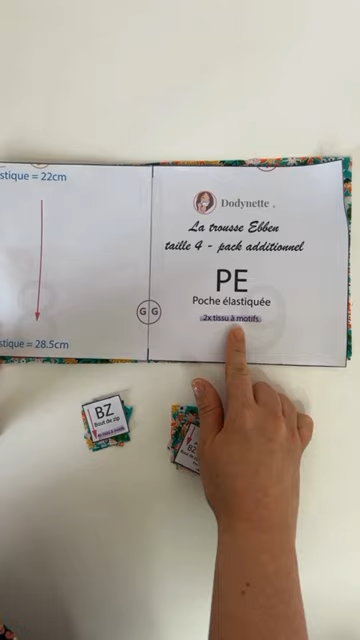 stique = 22cm
Dodynette.
La trousse Ebben
taille 4 - pack additionnel
PE
Poche élastiquée
2x tissu à motifs
G G
stique = 28.5cm
BZ
Bout de zip
BZ